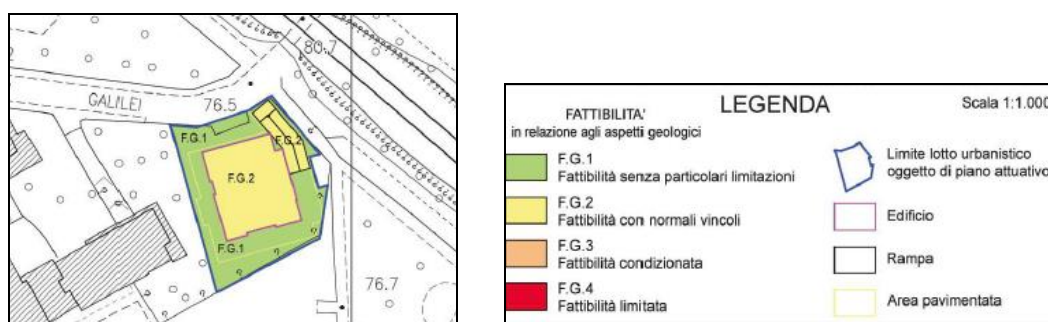 80.7
GALILEI
76.5
F.G.1
F.G.2
F.G.2
F.G.1
76.7
LEGENDA
Scala 1:1.000
FATTIBILITA'
in relazione agli aspetti geologici
F.G.1
Fattibilità senza particolari limitazioni
F.G.2
Fattibilità con normali vincoli
F.G.3
Fattibilità condizionata
F.G.4
Fattibilità limitata
Limite lotto urbanistico
oggetto di piano attuativo
Edificio
Rampa
Area pavimentata